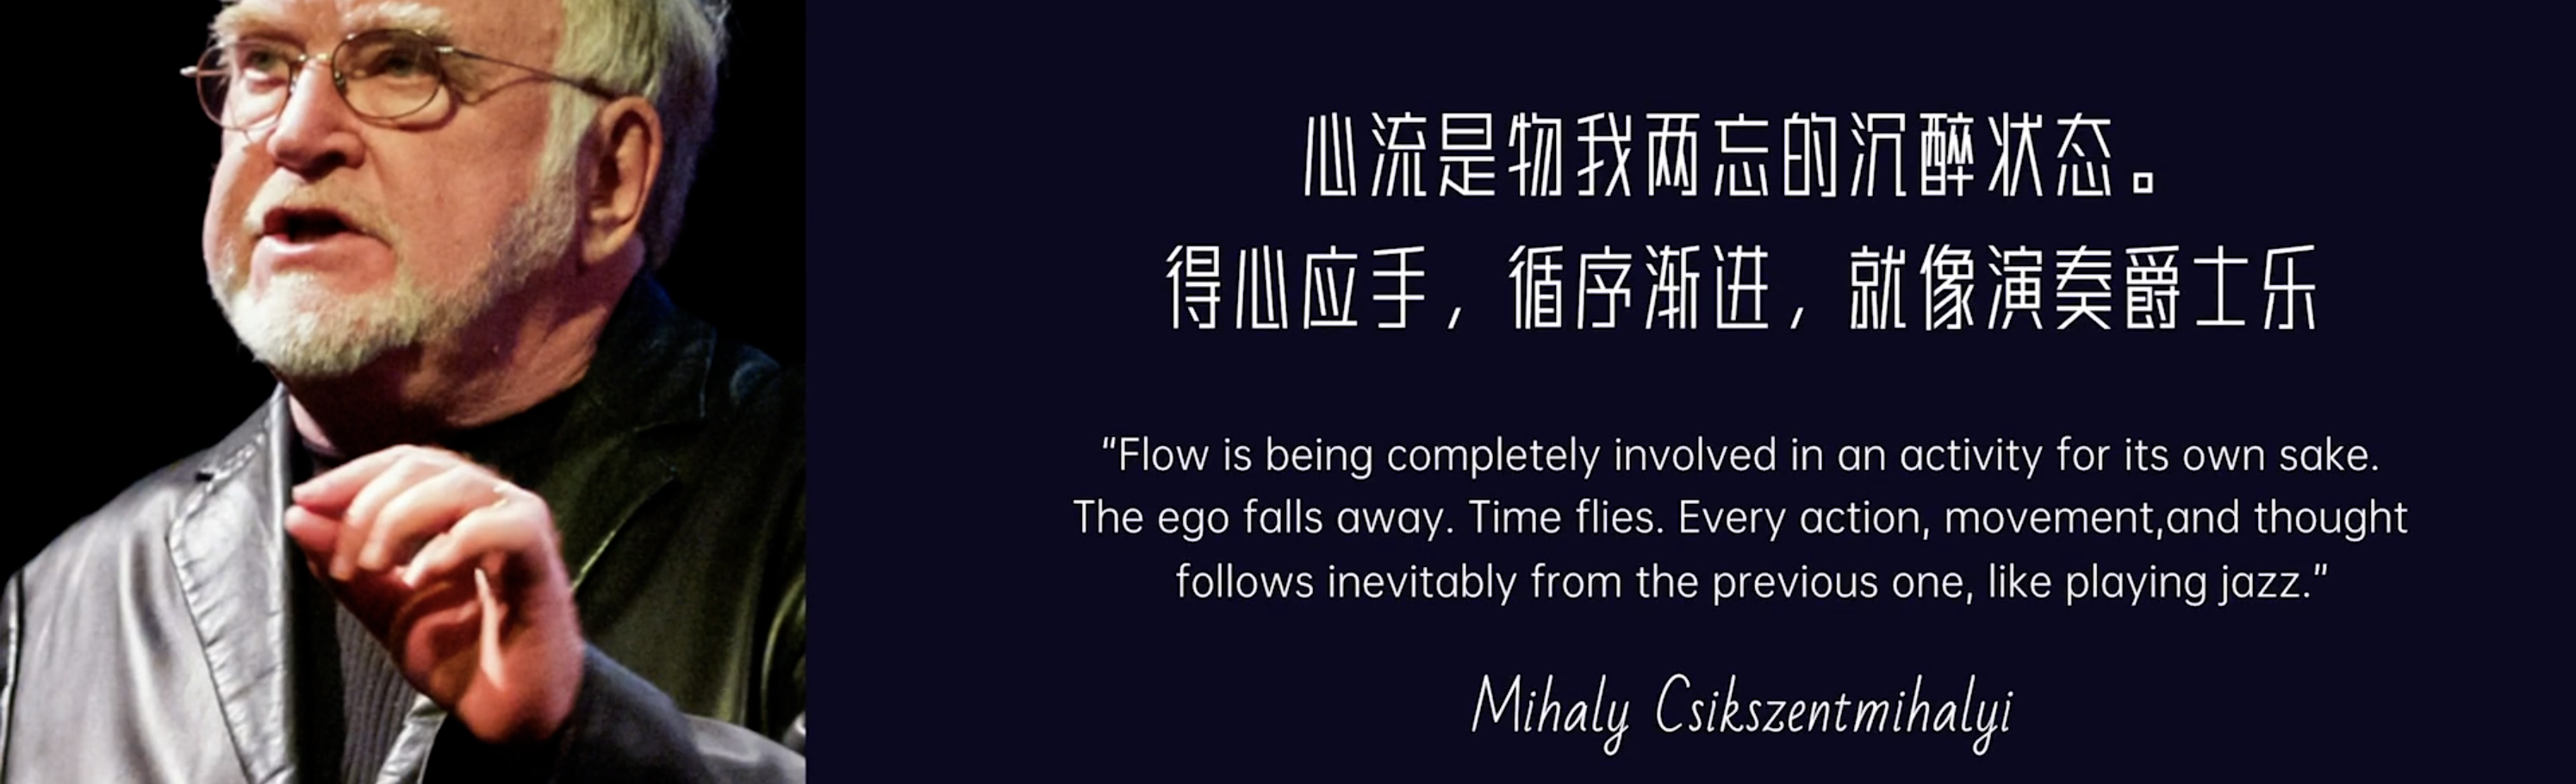 心流是物我两忘的沉醉状态。
得心应手，循序渐进，就像演奏爵士乐
“Flow is being completely involved in an activity for its own sake.
The ego falls away. Time flies. Every action, movement,and thought
follows inevitably from the previous one, like playing jazz.”
Mihaly Csikszentmihalyi